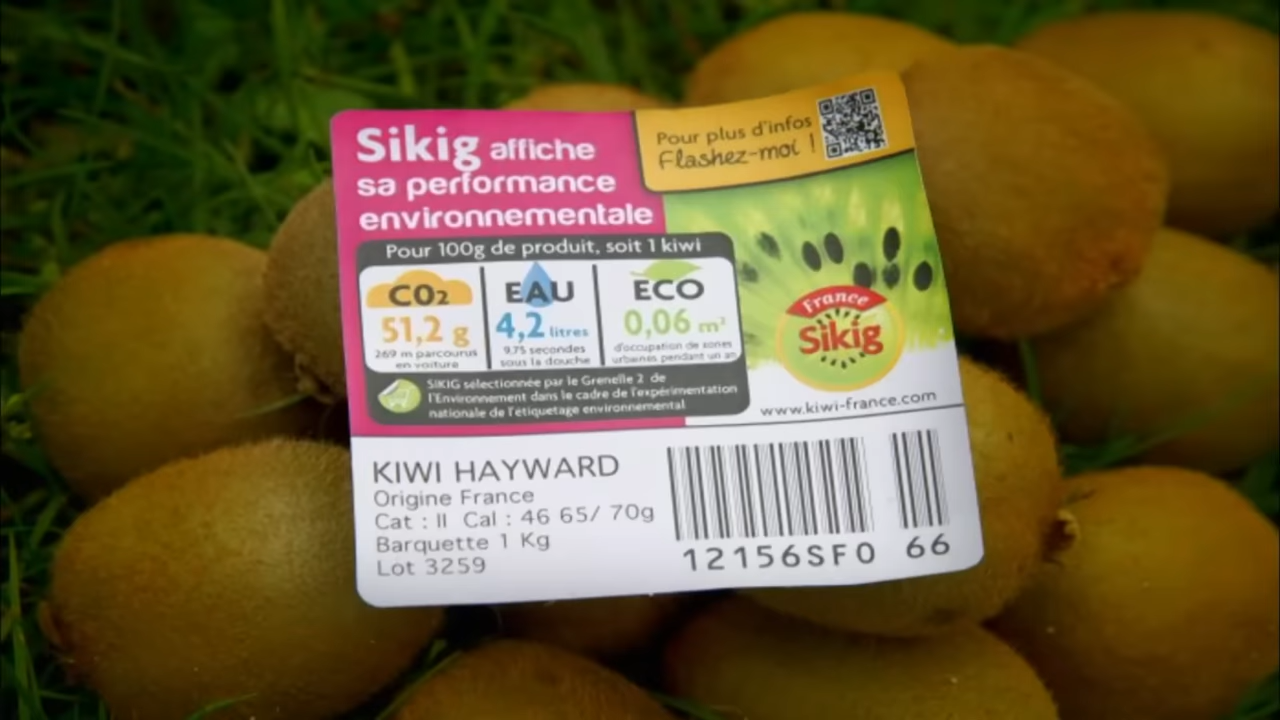 Sikig affiche
sa performance
environnementale
Pour plus d'infos
Flashez-moi !
Pour 100g de produit, soit 1 kiwi
CO2
51,2 g
269 m parcourus
en voiture
EAU
4,2 litres
9,75 secondes
sous la douche
ECO
0,06 m²
d'occupation de zones
urbaines pendant un an
SIKIG sélectionnée par le Grenelle 2 de
l'Environnement dans le cadre de l'expérimentation
nationale de l'étiquetage environnemental
France
Sikig
www.kiwi-france.com
KIWI HAYWARD
Origine France
Cat : II Cal : 46 65/ 70g
Barquette 1 Kg
Lot 3259
12156SF0 66